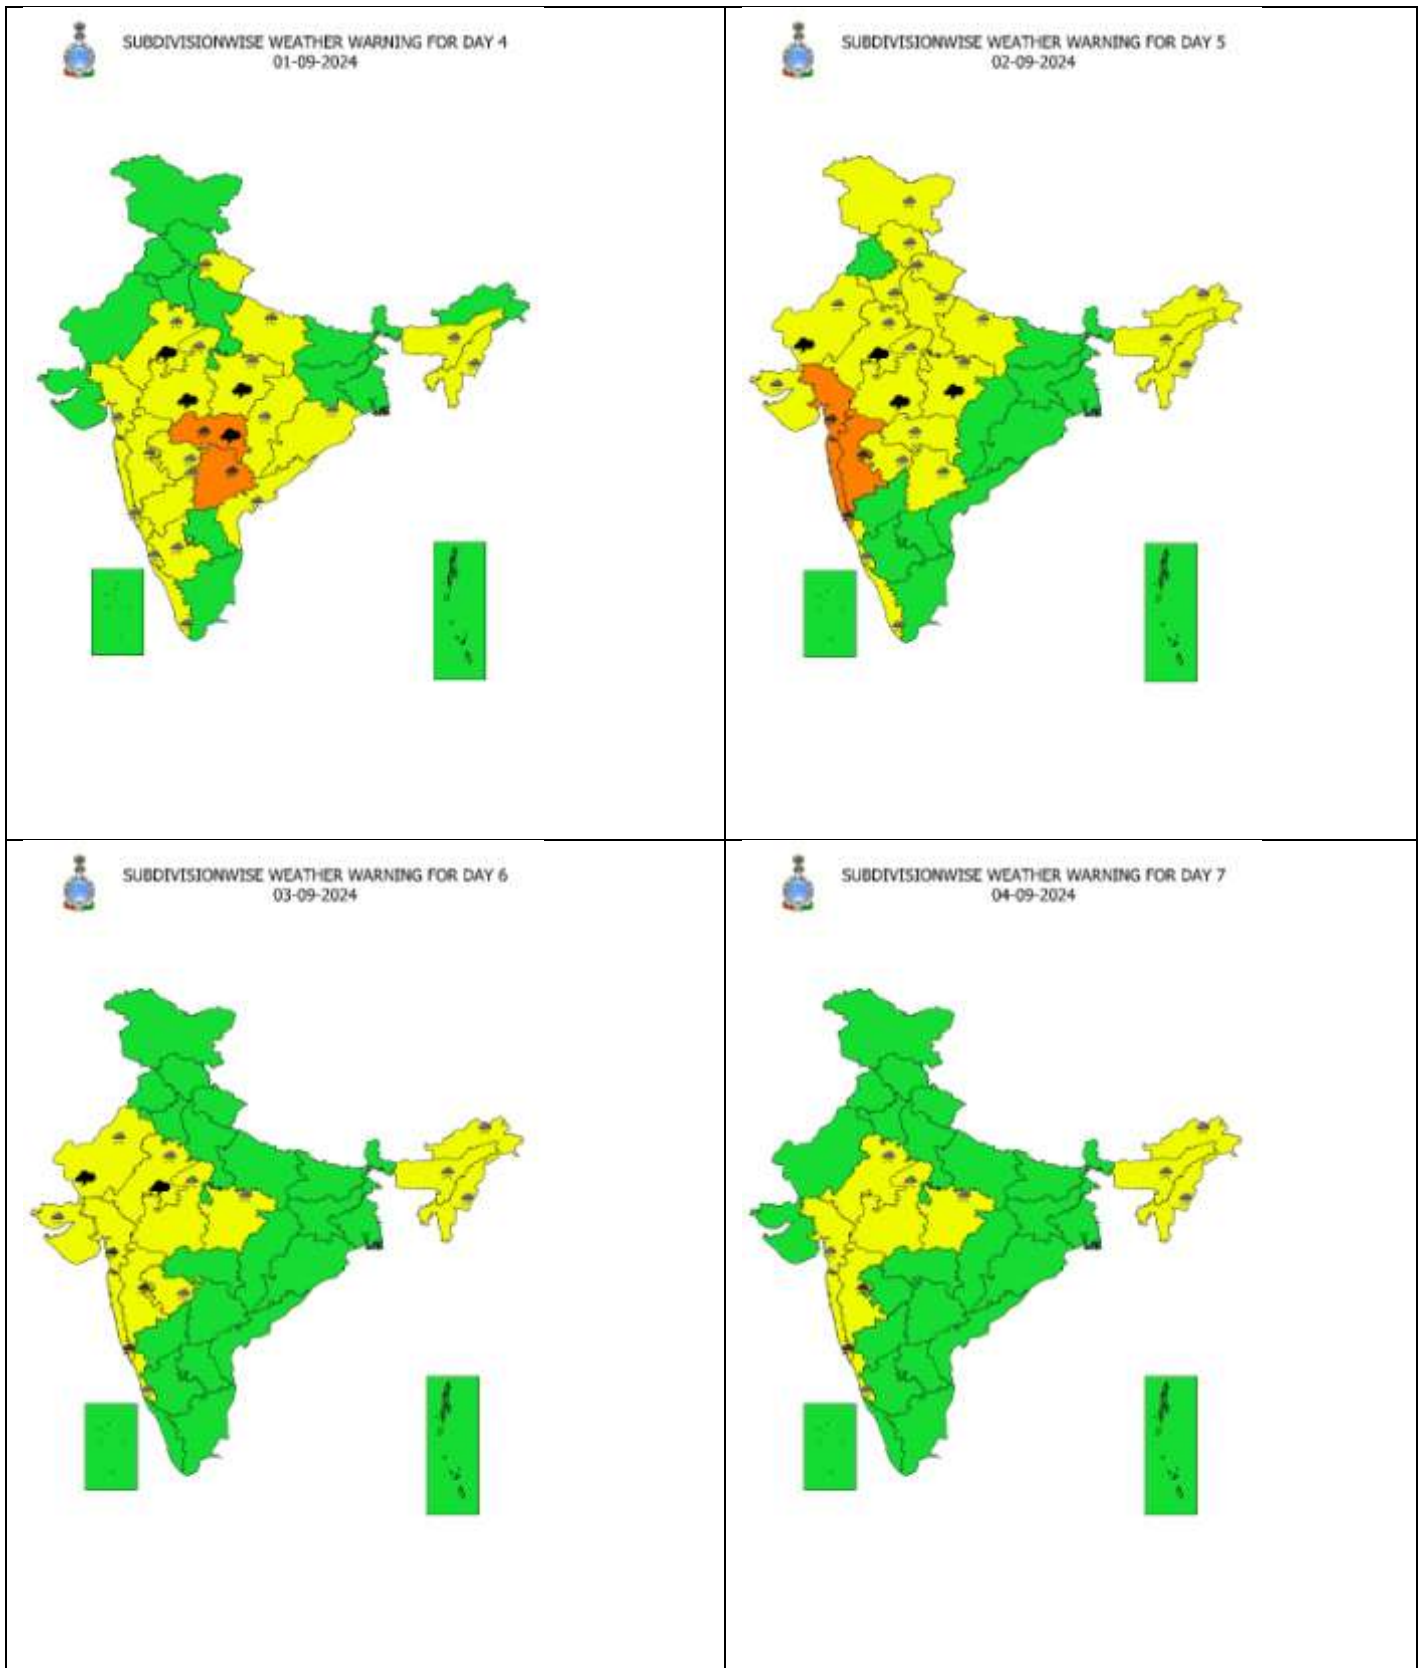 SUBDIVISIONWISE WEATHER WARNING FOR DAY 4
01-09-2024
SUBDIVISIONWISE WEATHER WARNING FOR DAY 5
02-09-2024
SUBDIVISIONWISE WEATHER WARNING FOR DAY 6
03-09-2024
SUBDIVISIONWISE WEATHER WARNING FOR DAY 7
04-09-2024